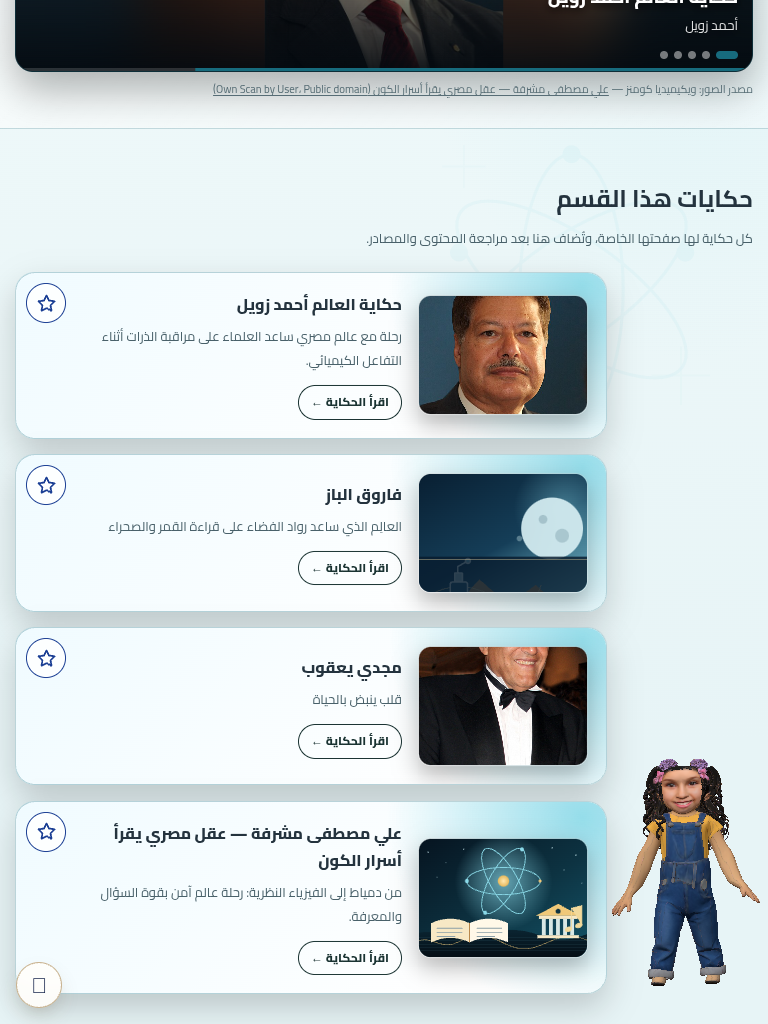 حكاية العالم أحمد زويل
أحمد زويل
مصدر الصور: ويكيميديا كومنز — علي مصطفى مشرفة — عقل مصري يقرأ أسرار الكون (Own Scan by User، Public domain)
حكايات هذا القسم
كل حكاية لها صفحتها الخاصة، وتُضاف هنا بعد مراجعة المحتوى والمصادر.
حكاية العالم أحمد زويل
رحلة مع عالم مصري ساعد العلماء على مراقبة الذرات أثناء
التفاعل الكيميائي.
اقرأ الحكاية ←
فاروق الباز
العالِم الذي ساعد رواد الفضاء على قراءة القمر والصحراء
اقرأ الحكاية ←
مجدي يعقوب
قلب ينبض بالحياة
اقرأ الحكاية ←
علي مصطفى مشرفة — عقل مصري يقرأ
أسرار الكون
من دمياط إلى الفيزياء النظرية: رحلة عالم آمن بقوة السؤال
والمعرفة.
اقرأ الحكاية ←